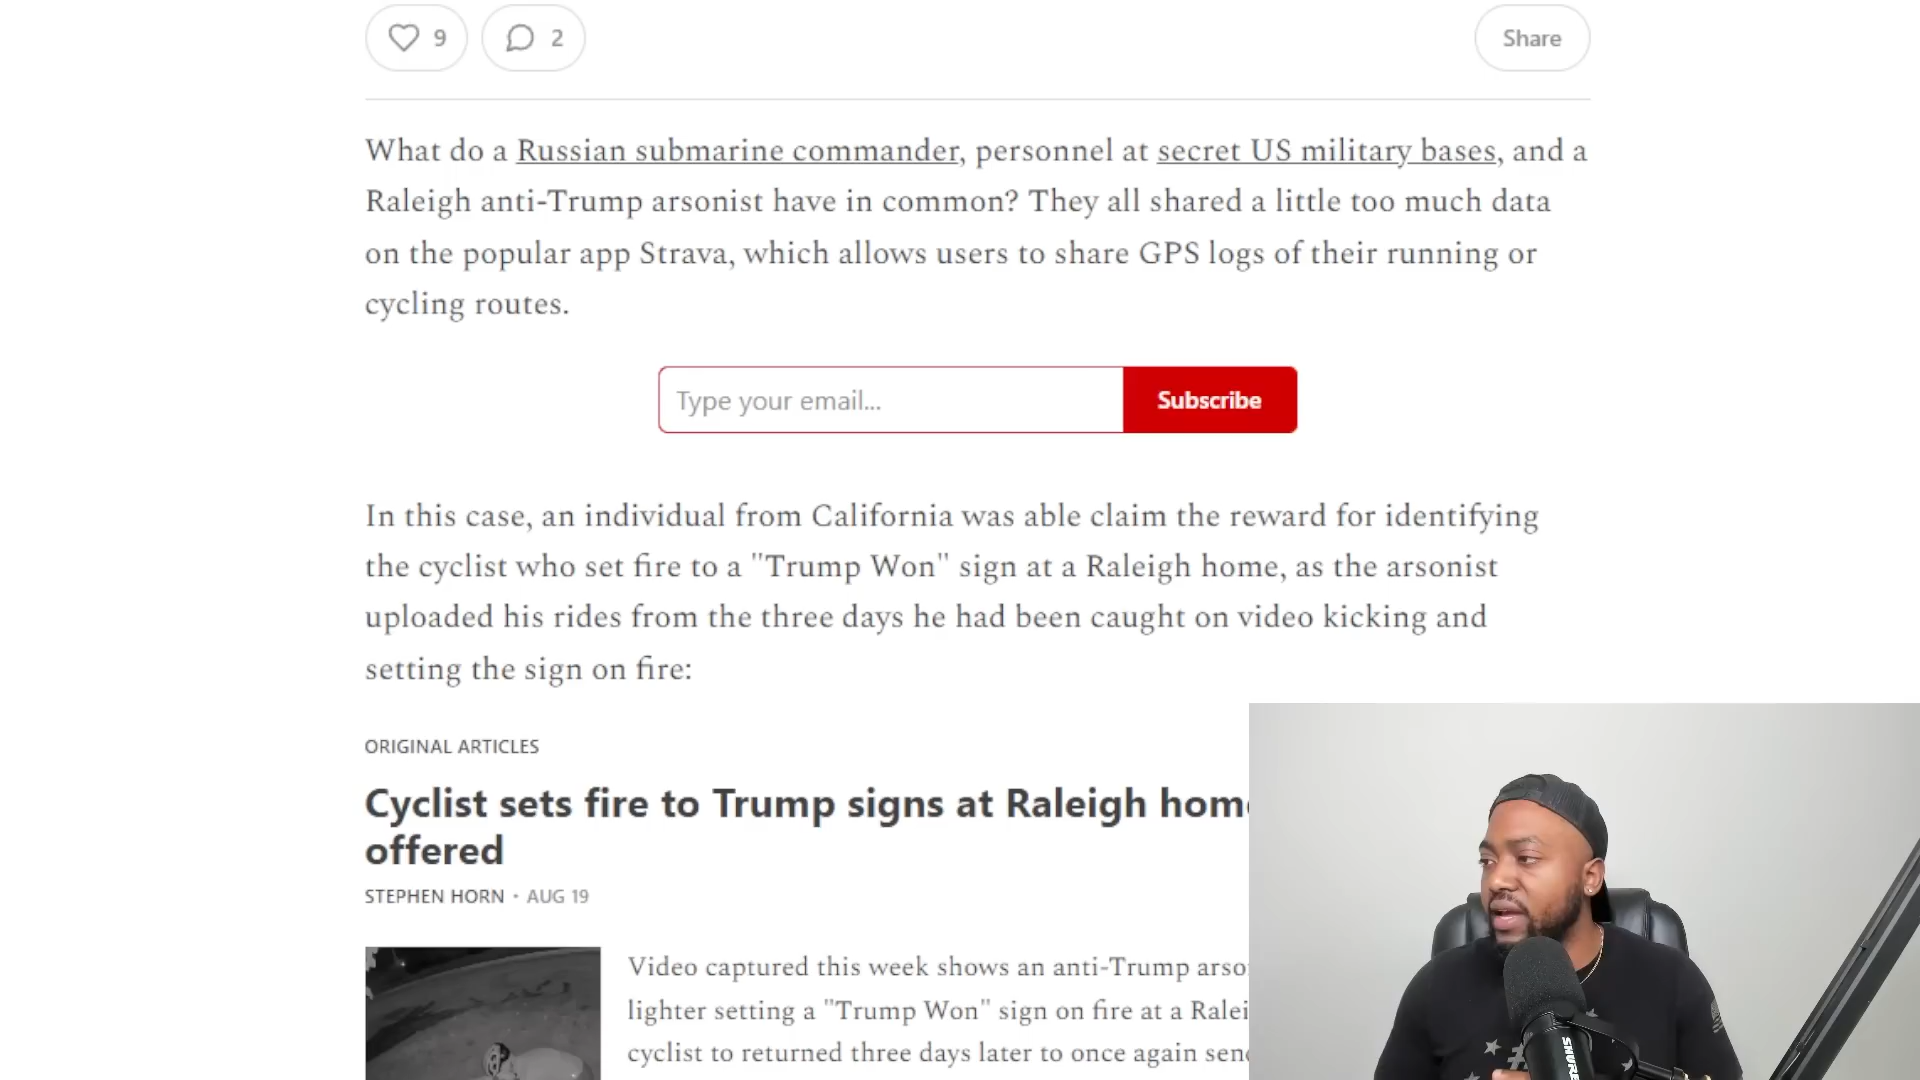 9 2 Share
What do a Russian submarine commander, personnel at secret US military bases, and a
Raleigh anti-Trump arsonist have in common? They all shared a little too much data
on the popular app Strava, which allows users to share GPS logs of their running or
cycling routes.
Type your email... Subscribe
In this case, an individual from California was able claim the reward for identifying
the cyclist who set fire to a "Trump Won" sign at a Raleigh home, as the arsonist
uploaded his rides from the three days he had been caught on video kicking and
setting the sign on fire:
ORIGINAL ARTICLES
Cyclist sets fire to Trump signs at Raleigh
offered
STEPHEN HORN · AUG 19
Video captured this week shows an anti-Trump
lighter setting a "Trump Won" sign on fire at a
cyclist to returned three days later to once again
SHURE